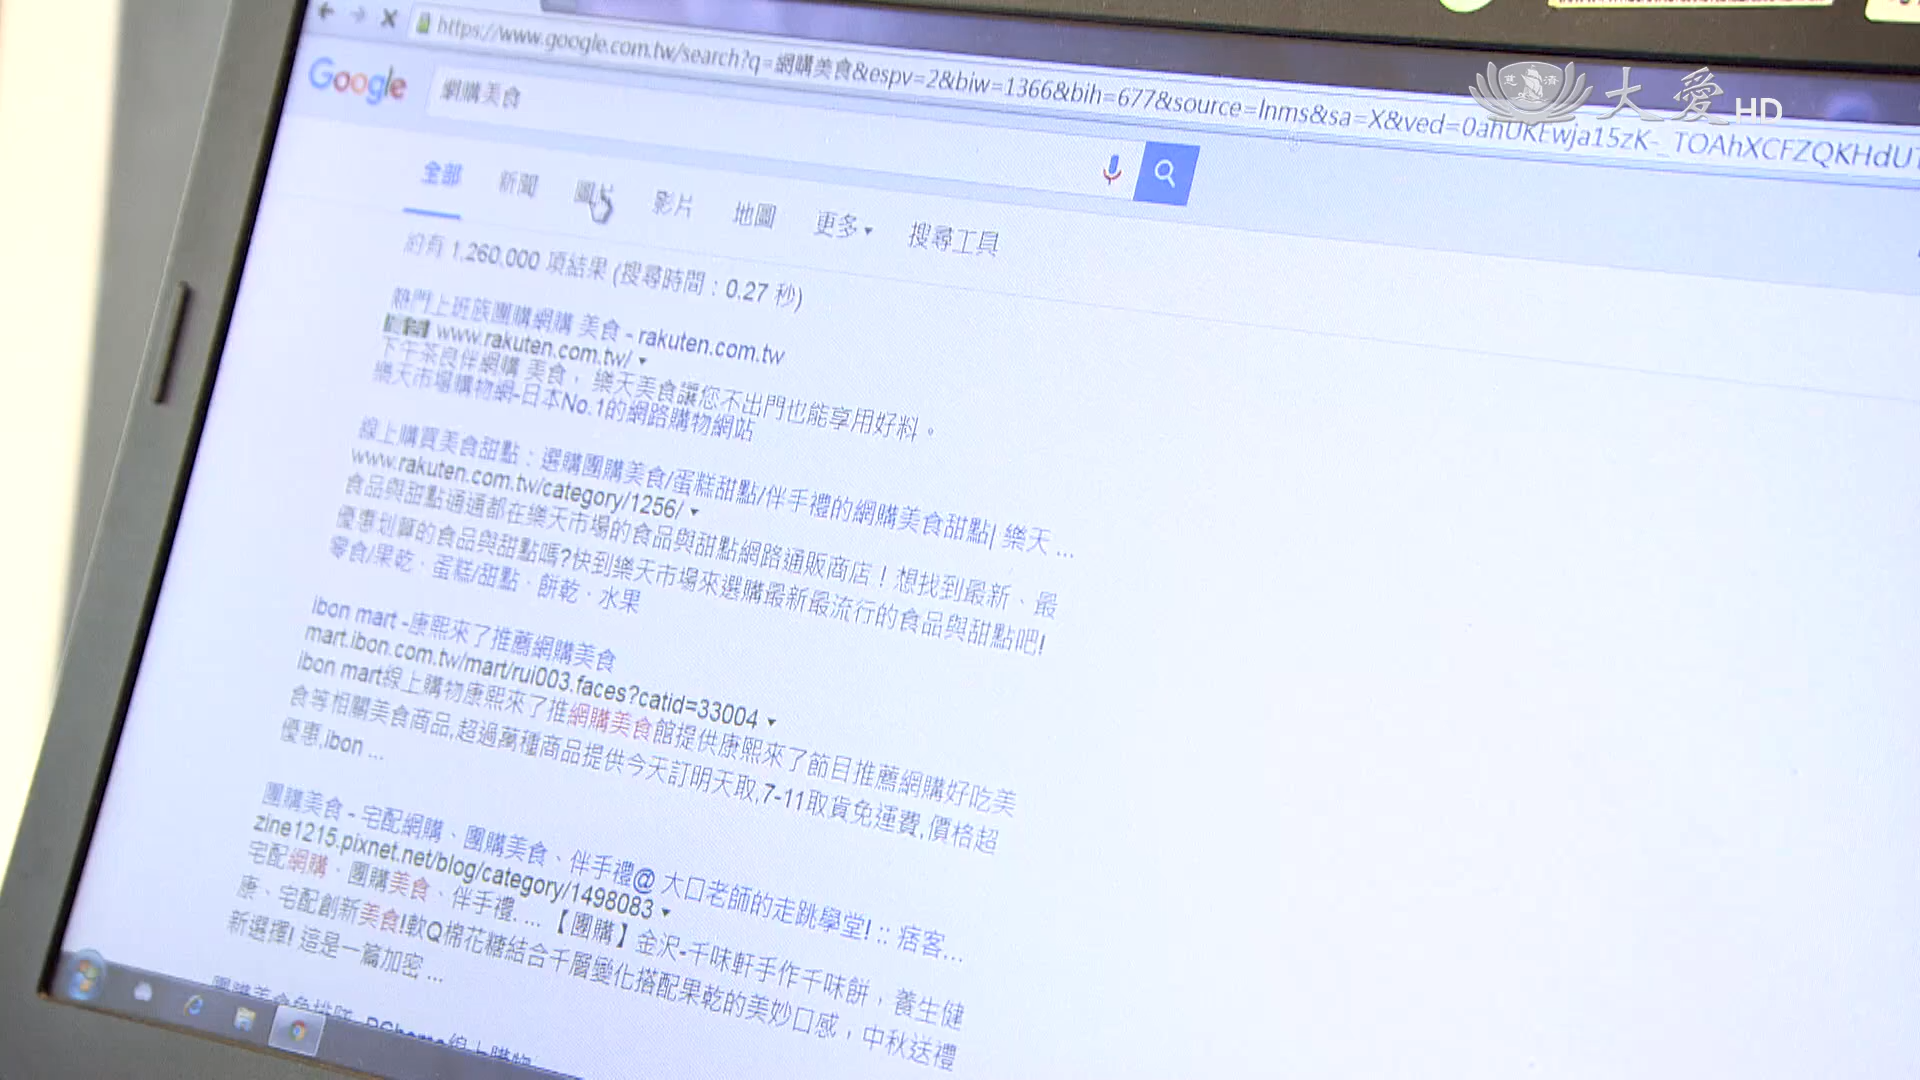 https://www.google.com.tw/search?q=網購美食&espv=2&biw=1366&bih=677&source=lnms&sa=X&ved=0ahUKEwja15zK-_TOAhXCFZQKHdU
大愛HD
Google 網購美食
全部 新聞 圖片 影片 地圖 更多 搜尋工具
約有 1,260,000 項結果 (搜尋時間:0.27 秒)
熱門上班族團購網購 美食 - rakuten.com.tw
www.rakuten.com.tw/
下午茶良伴網購 美食, 樂天美食讓您不出門也能享用好料。
樂天市場購物網-日本No.1的網路購物網站
線上購買美食甜點:選購團購美食/蛋糕甜點/伴手禮的網購美食甜點| 樂天 ...
www.rakuten.com.tw/category/1256/
食品與甜點通通都在樂天市場的食品與甜點網路通販商店!想找到最新、最
優惠划算的食品與甜點嗎?快到樂天市場來選購最新最流行的食品與甜點吧!
零食/果乾 · 蛋糕/甜點 · 餅乾 · 水果
ibon mart -康熙來了推薦網購美食
mart.ibon.com.tw/mart/rui003.faces?catid=33004
ibon mart線上購物康熙來了推網購美食館提供康熙來了節目推薦網購好吃美
食等相關美食商品,超過萬種商品提供今天訂明天取,7-11取貨免運費,價格超
優惠,ibon ...
團購美食 - 宅配網購、團購美食、伴手禮@ 大口老師的走跳學堂! :: 痞客...
zine1215.pixnet.net/blog/category/1498083
宅配網購、團購美食、伴手禮. ... 【團購】金沢-千味軒手作千味餅,養生健
康、宅配創新美食!軟Q棉花糖結合千層變化搭配果乾的美妙口感,中秋送禮
新選擇! 這是一篇加密 ...